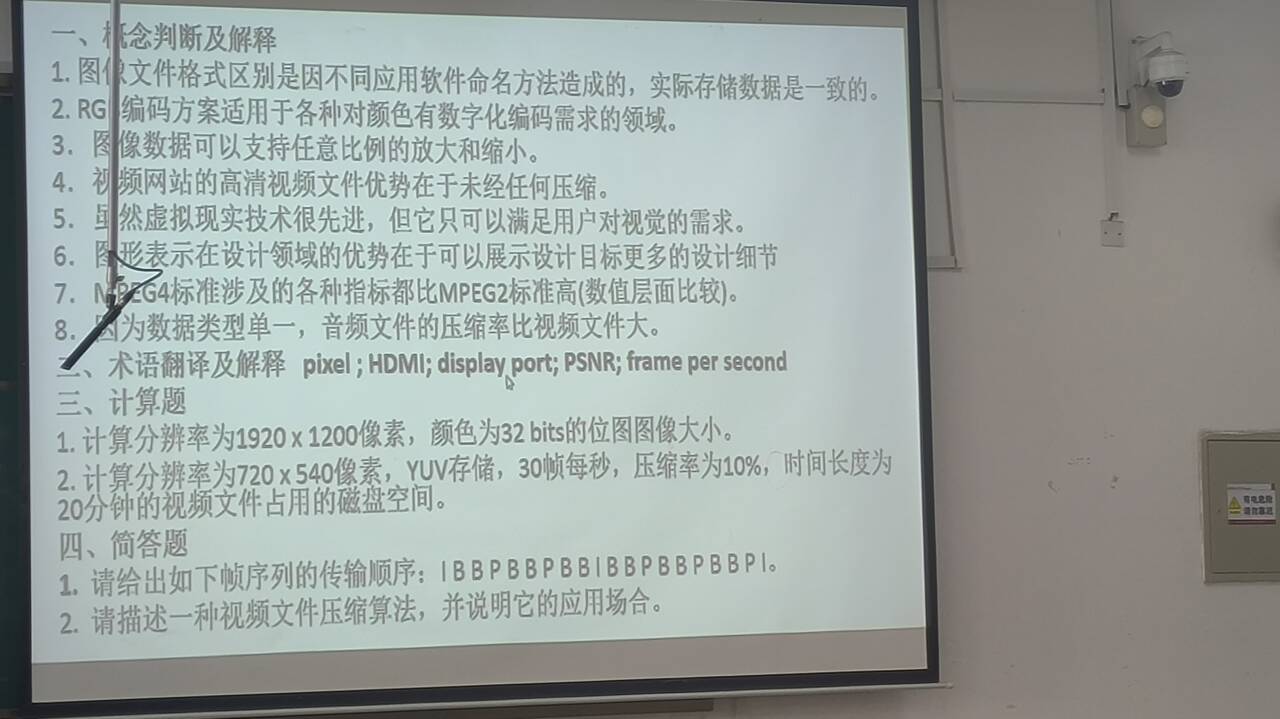 一、概念判断及解释
1. 图像文件格式区别是因不同应用软件命名方法造成的，实际存储数据是一致的。
2. RG 编码方案适用于各种对颜色有数字化编码需求的领域。
3. 图像数据可以支持任意比例的放大和缩小。
4. 视频网站的高清视频文件优势在于未经任何压缩。
5. 虽然虚拟现实技术很先进，但它只可以满足用户对视觉的需求。
6. 图形表示在设计领域的优势在于可以展示设计目标更多的设计细节
7. MPEG4标准涉及的各种指标都比MPEG2标准高(数值层面比较)。
8. 因为数据类型单一，音频文件的压缩率比视频文件大。
二、术语翻译及解释 pixel ; HDMI; display port; PSNR; frame per second
三、计算题
1. 计算分辨率为1920 x 1200像素，颜色为32 bits的位图图像大小。
2. 计算分辨率为720 x 540像素，YUV存储，30帧每秒，压缩率为10%，时间长度为
20分钟的视频文件占用的磁盘空间。
四、简答题
1. 请给出如下帧序列的传输顺序：I B B P B B P B B I B B P B B P B B P I。
2. 请描述一种视频文件压缩算法，并说明它的应用场合。
有电危险
请勿靠近